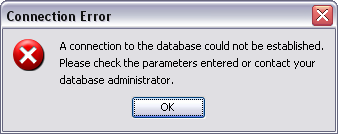 Connection Error
A connection to the database could not be established.
Please check the parameters entered or contact your
database administrator.
OK